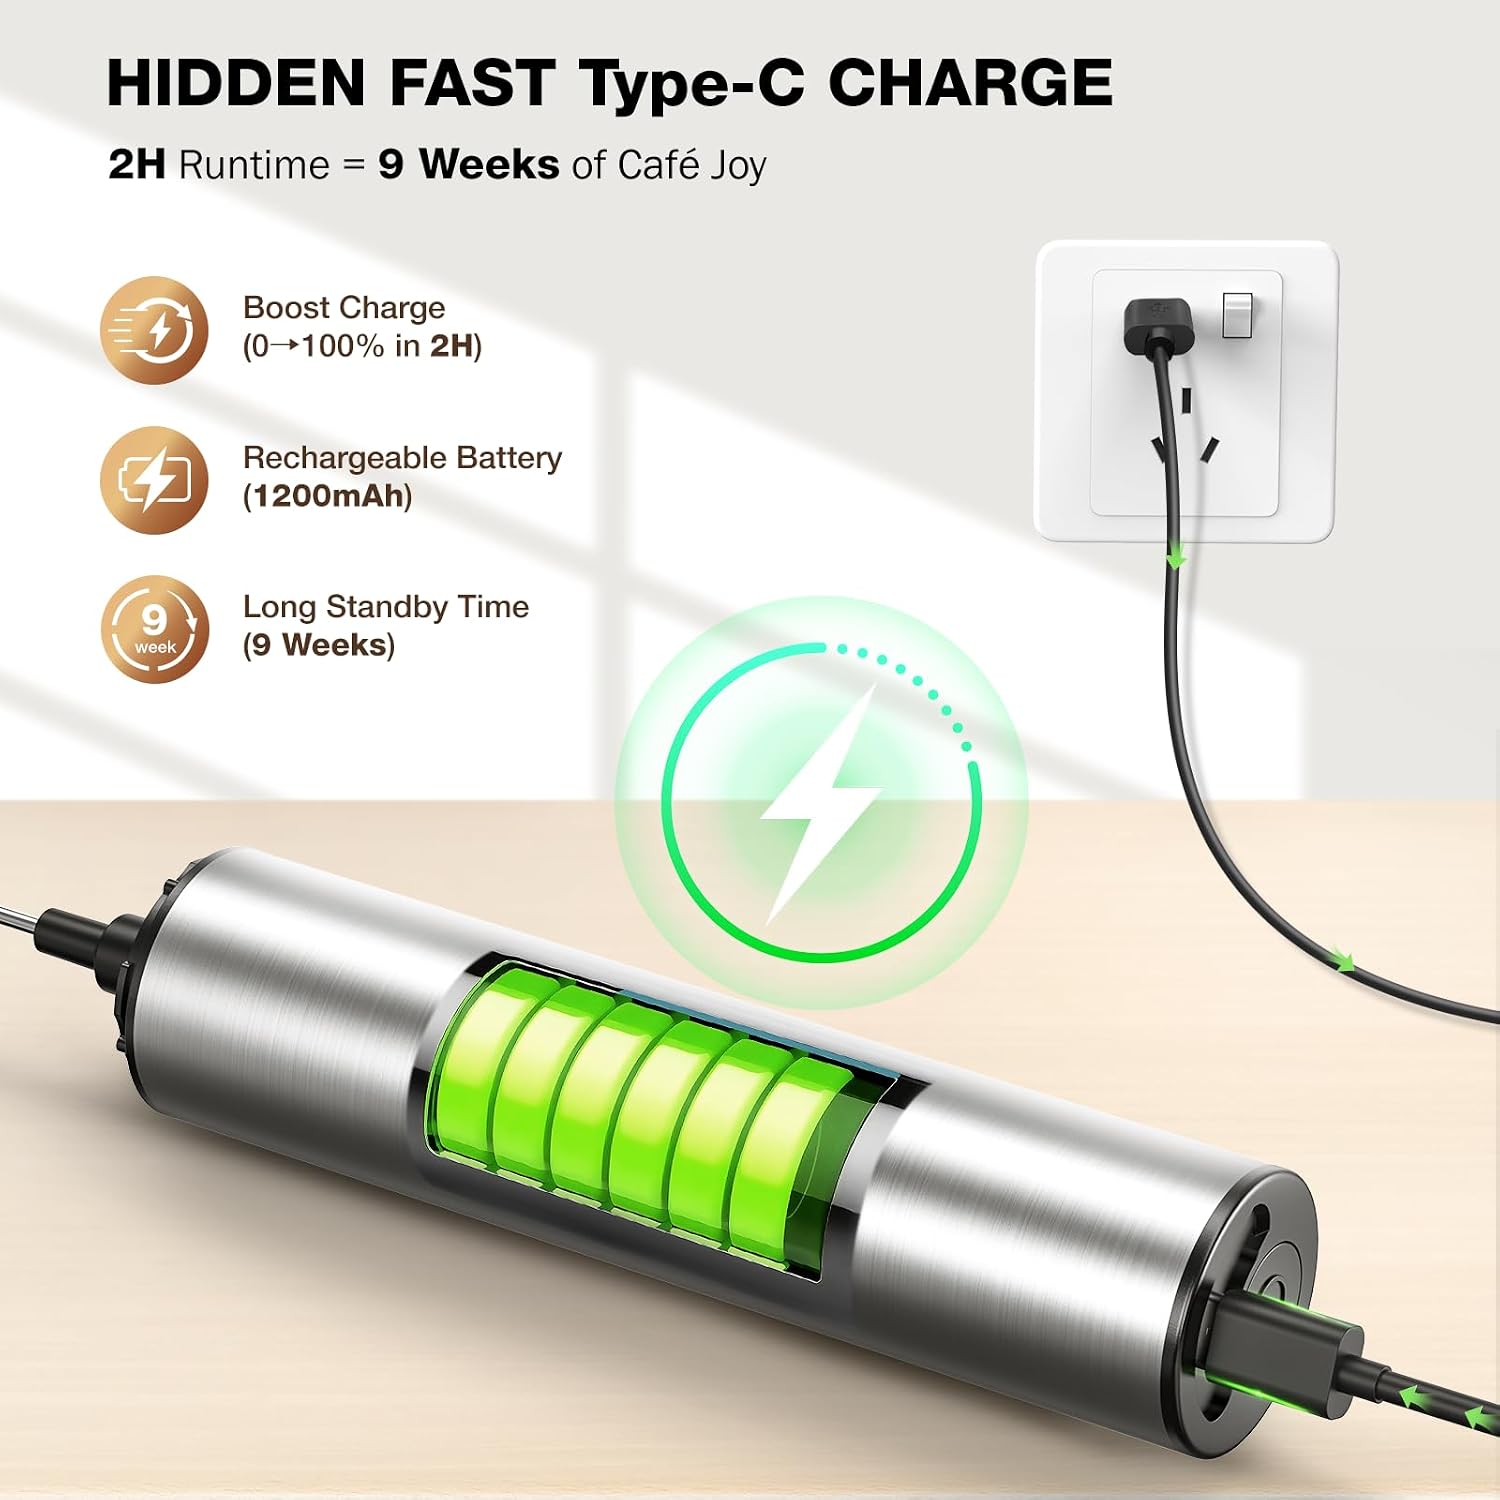 HIDDEN FAST Type-C CHARGE
2H Runtime = 9 Weeks of Café Joy
Boost Charge
(0→100% in 2H)
Rechargeable Battery
(1200mAh)
9
week
Long Standby Time
(9 Weeks)